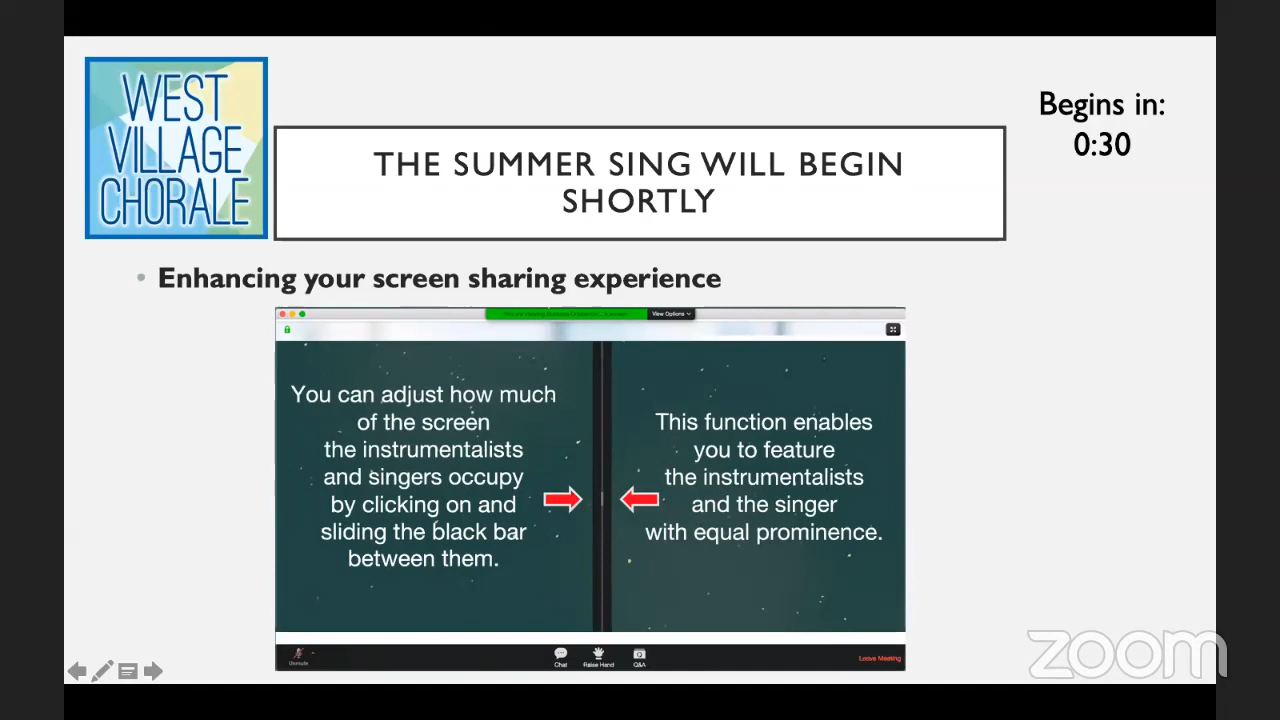 WEST
VILLAGE
CHORALE
Begins in:
0:30
THE SUMMER SING WILL BEGIN
SHORTLY
• Enhancing your screen sharing experience
View Options
You can adjust how much
of the screen
the instrumentalists
and singers occupy
by clicking on and
sliding the black bar
between them.
This function enables
you to feature
the instrumentalists
and the singer
with equal prominence.
Unmute
Chat
Raise Hand
Q&A
Leave Meeting
zoom